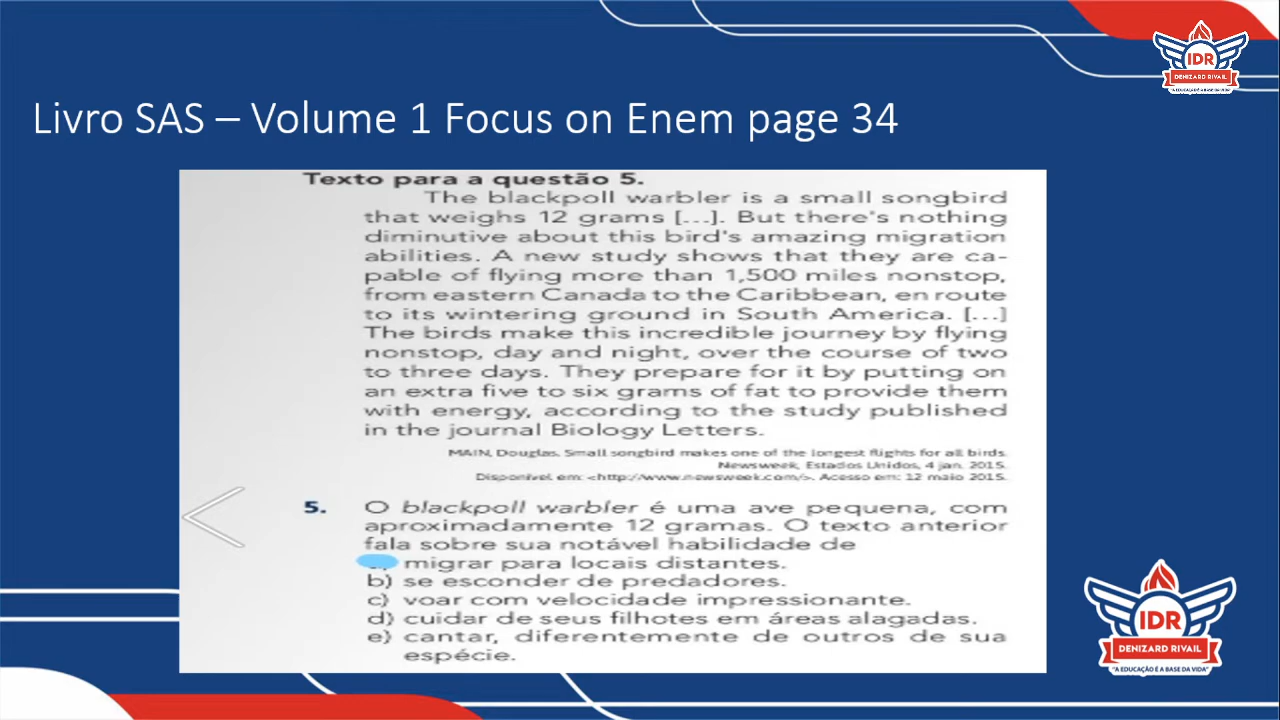 IDR
DENIZARD RIVAIL
"A EDUCAÇÃO É A BASE DA VIDA"
Livro SAS – Volume 1 Focus on Enem page 34
Texto para a questão 5.
The blackpoll warbler is a small songbird
that weighs 12 grams [...]. But there's nothing
diminutive about this bird's amazing migration
abilities. A new study shows that they are ca-
pable of flying more than 1,500 miles nonstop,
from eastern Canada to the Caribbean, en route
to its wintering ground in South America. [...]
The birds make this incredible journey by flying
nonstop, day and night, over the course of two
to three days. They prepare for it by putting on
an extra five to six grams of fat to provide them
with energy, according to the study published
in the journal Biology Letters.
MAIN, Douglas. Small songbird makes one of the longest flights for all birds.
Newsweek, Estados Unidos, 4 jan. 2015.
Disponível em: <http://www.newsweek.com/>. Acesso em: 12 maio 2015.
5. O blackpoll warbler é uma ave pequena, com
aproximadamente 12 gramas. O texto anterior
fala sobre sua notável habilidade de
migrar para locais distantes.
b) se esconder de predadores.
c) voar com velocidade impressionante.
d) cuidar de seus filhotes em áreas alagadas.
e) cantar, diferentemente de outros de sua
espécie.
IDR
DENIZARD RIVAIL
"A EDUCAÇÃO É A BASE DA VIDA"